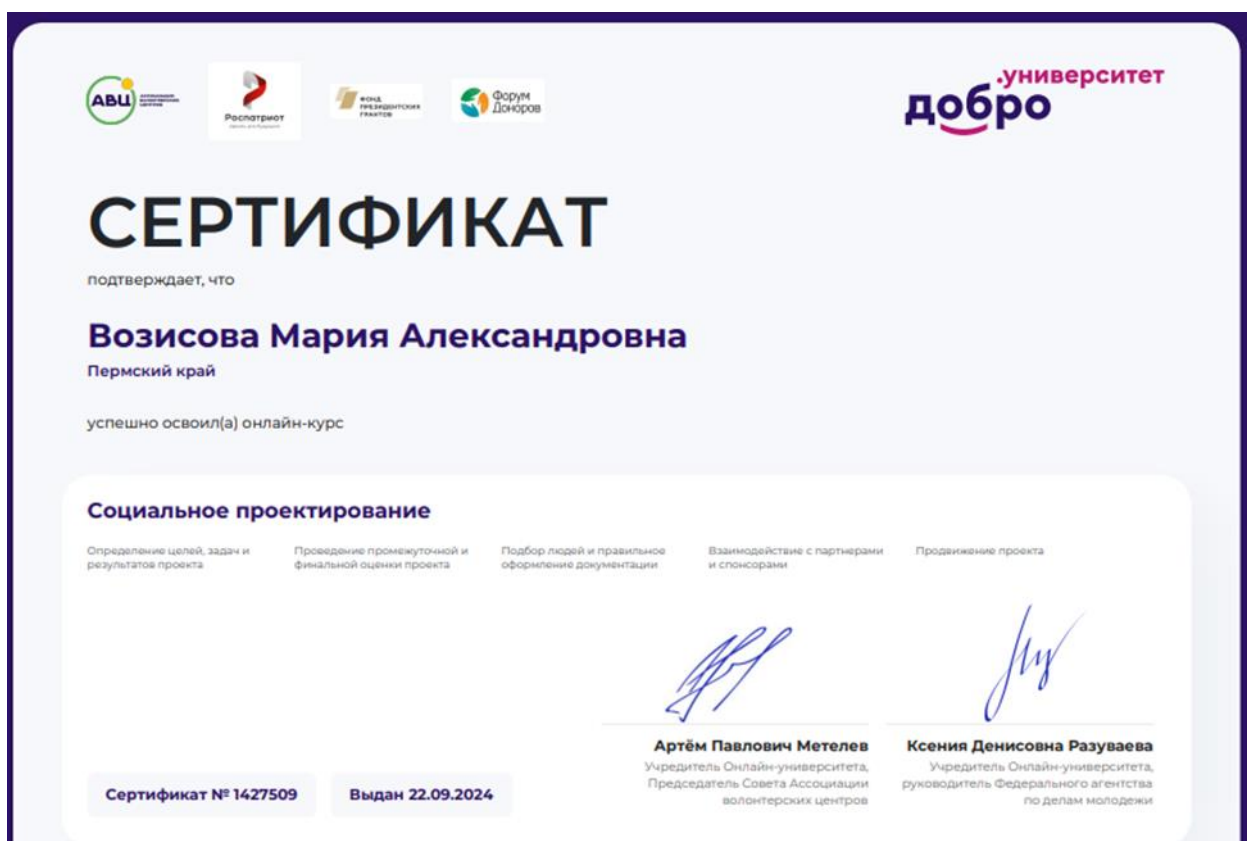 АВЦ АССОЦИАЦИЯ ВОЛОНТЕРСКИХ ЦЕНТРОВ
Роспатриот
ФОНД ПРЕЗИДЕНТСКИХ ГРАНТОВ
Форум Доноров
добро.университет
СЕРТИФИКАТ
подтверждает, что
Возисова Мария Александровна
Пермский край
успешно освоил(а) онлайн-курс
Социальное проектирование
Определение целей, задач и
результатов проекта
Проведение промежуточной и
финальной оценки проекта
Подбор людей и правильное
оформление документации
Взаимодействие с партнерами
и спонсорами
Продвижение проекта
Артём Павлович Метелев
Учредитель Онлайн-университета,
Председатель Совета Ассоциации
волонтерских центров
Ксения Денисовна Разуваева
Учредитель Онлайн-университета,
руководитель Федерального агентства
по делам молодежи
Сертификат № 1427509
Выдан 22.09.2024